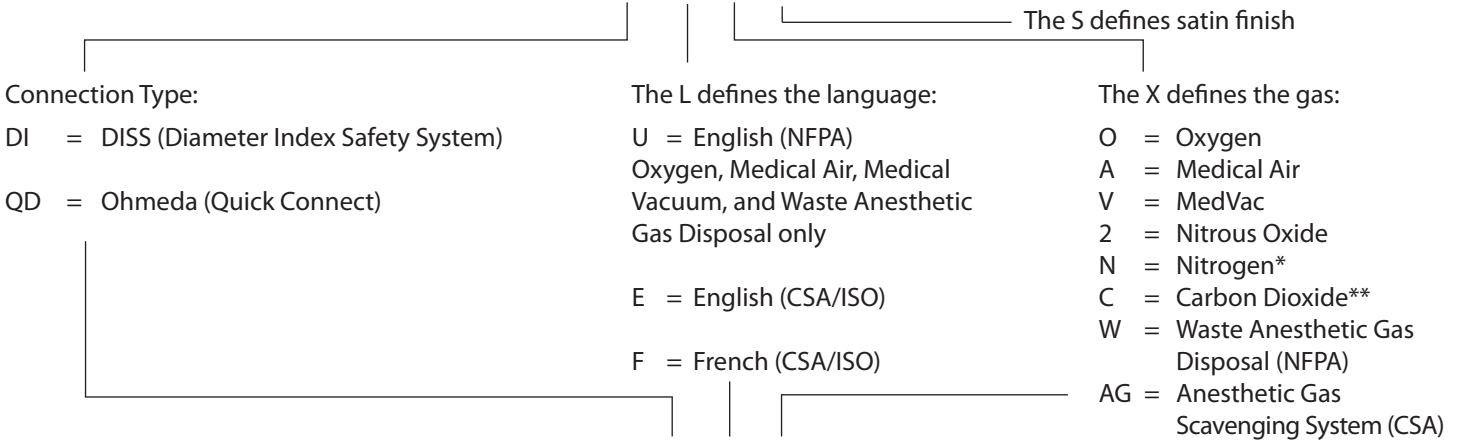 The S defines satin finish
Connection Type:
DI = DISS (Diameter Index Safety System)
QD = Ohmeda (Quick Connect)
The L defines the language:
U = English (NFPA)
Oxygen, Medical Air, Medical
Vacuum, and Waste Anesthetic
Gas Disposal only
E = English (CSA/ISO)
F = French (CSA/ISO)
The X defines the gas:
O = Oxygen
A = Medical Air
V = MedVac
2 = Nitrous Oxide
N = Nitrogen*
C = Carbon Dioxide**
W = Waste Anesthetic Gas
Disposal (NFPA)
AG = Anesthetic Gas
Scavenging System (CSA)